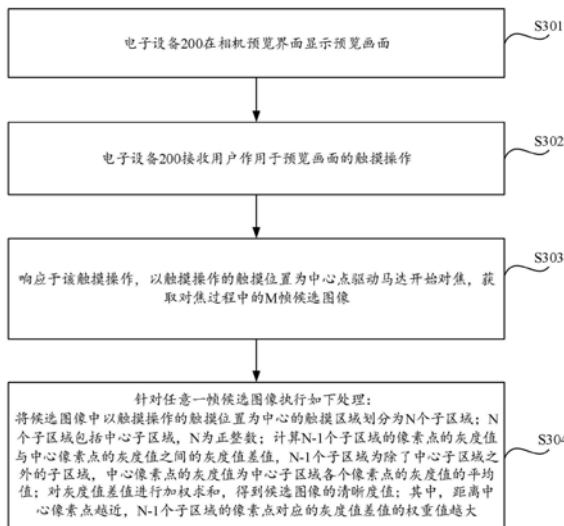 电子设备200在相机预览界面显示预览画面
S301
电子设备200接收用户作用于预览画面的触摸操作
S302
响应于该触摸操作，以触摸操作的触摸位置为中心点驱动马达开始对焦，获
取对焦过程中的M帧候选图像
S303
针对任意一帧候选图像执行如下处理：
将候选图像中以触摸操作的触摸位置为中心的触摸区域划分为N个子区域；N
个子区域包括中心子区域，N为正整数；计算N-1个子区域的像素点的灰度值
与中心像素点的灰度值之间的灰度值差值，N-1个子区域为除了中心子区域之
外的子区域，中心像素点的灰度值为中心子区域各个像素点的灰度值的平均
值；对灰度值差值进行加权求和，得到候选图像的清晰度值；其中，距离中
心像素点越近，N-1个子区域的像素点对应的灰度值差值的权重值越大
S304